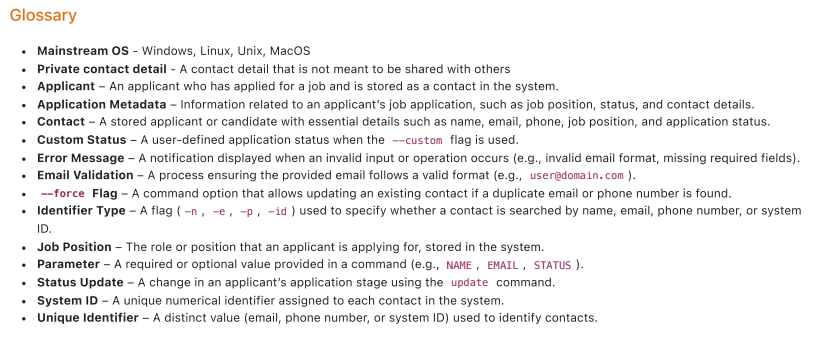 Glossary
• Mainstream OS - Windows, Linux, Unix, MacOS
• Private contact detail - A contact detail that is not meant to be shared with others
• Applicant – An applicant who has applied for a job and is stored as a contact in the system.
• Application Metadata – Information related to an applicant’s job application, such as job position, status, and contact details.
• Contact – A stored applicant or candidate with essential details such as name, email, phone, job position, and application status.
• Custom Status – A user-defined application status when the --custom flag is used.
• Error Message – A notification displayed when an invalid input or operation occurs (e.g., invalid email format, missing required fields).
• Email Validation – A process ensuring the provided email follows a valid format (e.g., user@domain.com ).
• --force Flag – A command option that allows updating an existing contact if a duplicate email or phone number is found.
• Identifier Type – A flag ( -n , -e , -p , -id ) used to specify whether a contact is searched by name, email, phone number, or system
ID.
• Job Position – The role or position that an applicant is applying for, stored in the system.
• Parameter – A required or optional value provided in a command (e.g., NAME , EMAIL , STATUS ).
• Status Update – A change in an applicant’s application stage using the update command.
• System ID – A unique numerical identifier assigned to each contact in the system.
• Unique Identifier – A distinct value (email, phone number, or system ID) used to identify contacts.